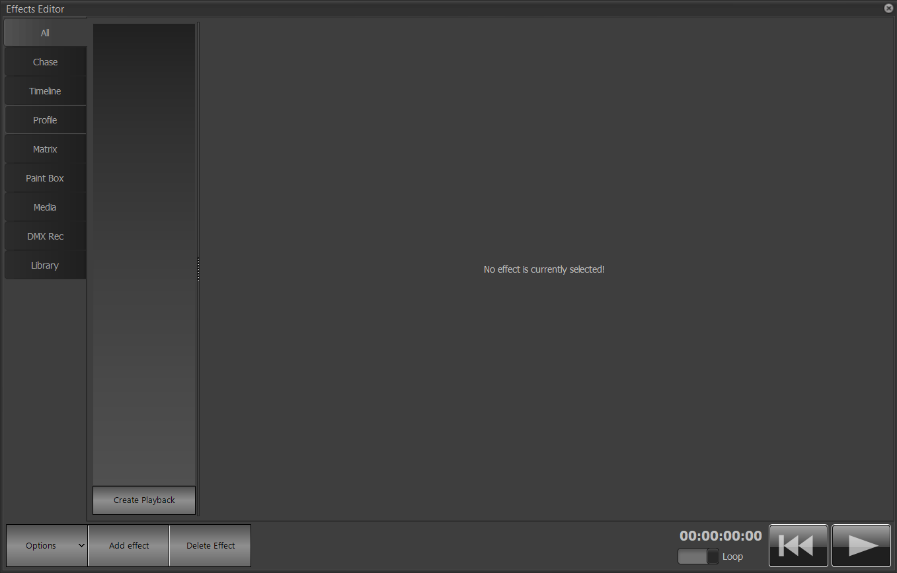 Effects Editor
All
Chase
Timeline
Profile
Matrix
Paint Box
Media
DMX Rec
Library
No effect is currently selected!
Create Playback
Options
Add effect
Delete Effect
00:00:00:00
Loop